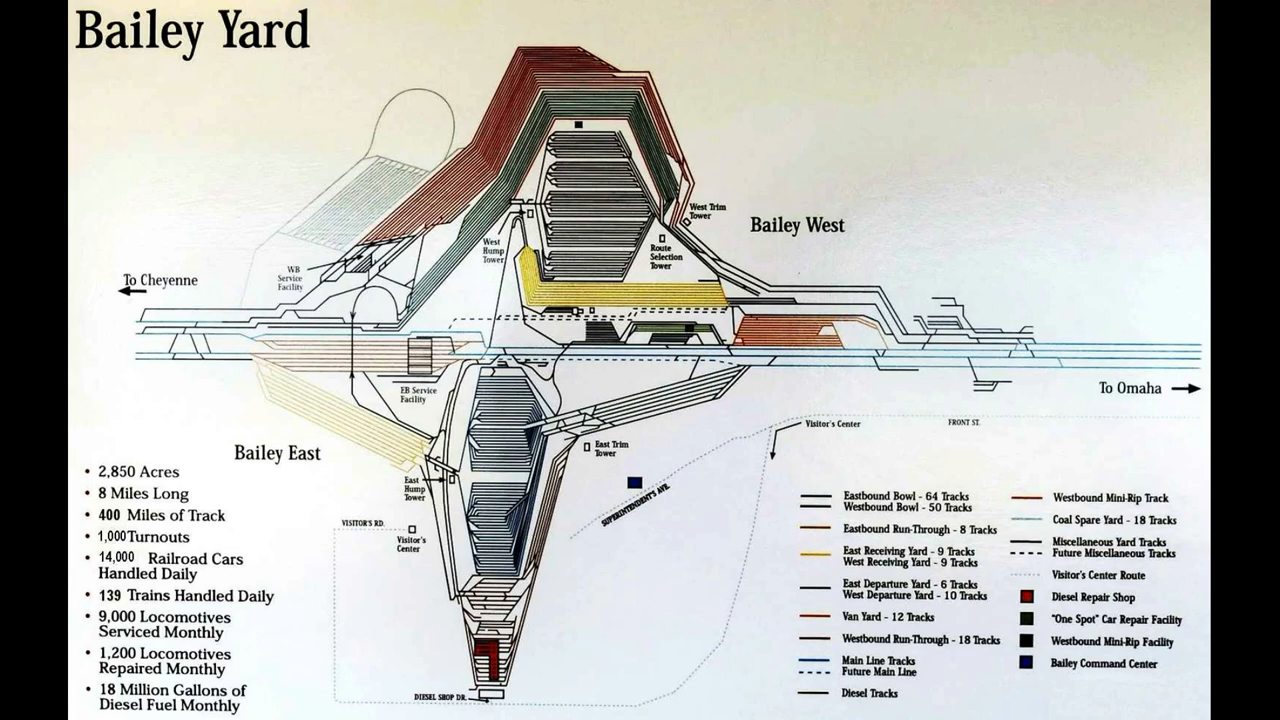 Bailey Yard
West Trim
Tower
Bailey West
West
Hump
Tower
Route
Selection
Tower
WB
Service
Facility
To Cheyenne
EB Service
Facility
To Omaha
Visitor's Center
FRONT ST.
East Trim
Tower
Bailey East
East
Hump
Tower
SUPERINTENDENT'S AVE.
VISITOR'S RD.
Visitor's
Center
DIESEL SHOP DR.
• 2,850 Acres
• 8 Miles Long
• 400 Miles of Track
• 1,000 Turnouts
• 14,000 Railroad Cars
Handled Daily
• 139 Trains Handled Daily
• 9,000 Locomotives
Serviced Monthly
• 1,200 Locomotives
Repaired Monthly
• 18 Million Gallons of
Diesel Fuel Monthly
Eastbound Bowl - 64 Tracks
Westbound Bowl - 50 Tracks
Eastbound Run-Through - 8 Tracks
East Receiving Yard - 9 Tracks
West Receiving Yard - 9 Tracks
East Departure Yard - 6 Tracks
West Departure Yard - 10 Tracks
Van Yard - 12 Tracks
Westbound Run-Through - 18 Tracks
Main Line Tracks
Future Main Line
Diesel Tracks
Westbound Mini-Rip Track
Coal Spare Yard - 18 Tracks
Miscellaneous Yard Tracks
Future Miscellaneous Tracks
Visitor's Center Route
Diesel Repair Shop
"One Spot" Car Repair Facility
Westbound Mini-Rip Facility
Bailey Command Center